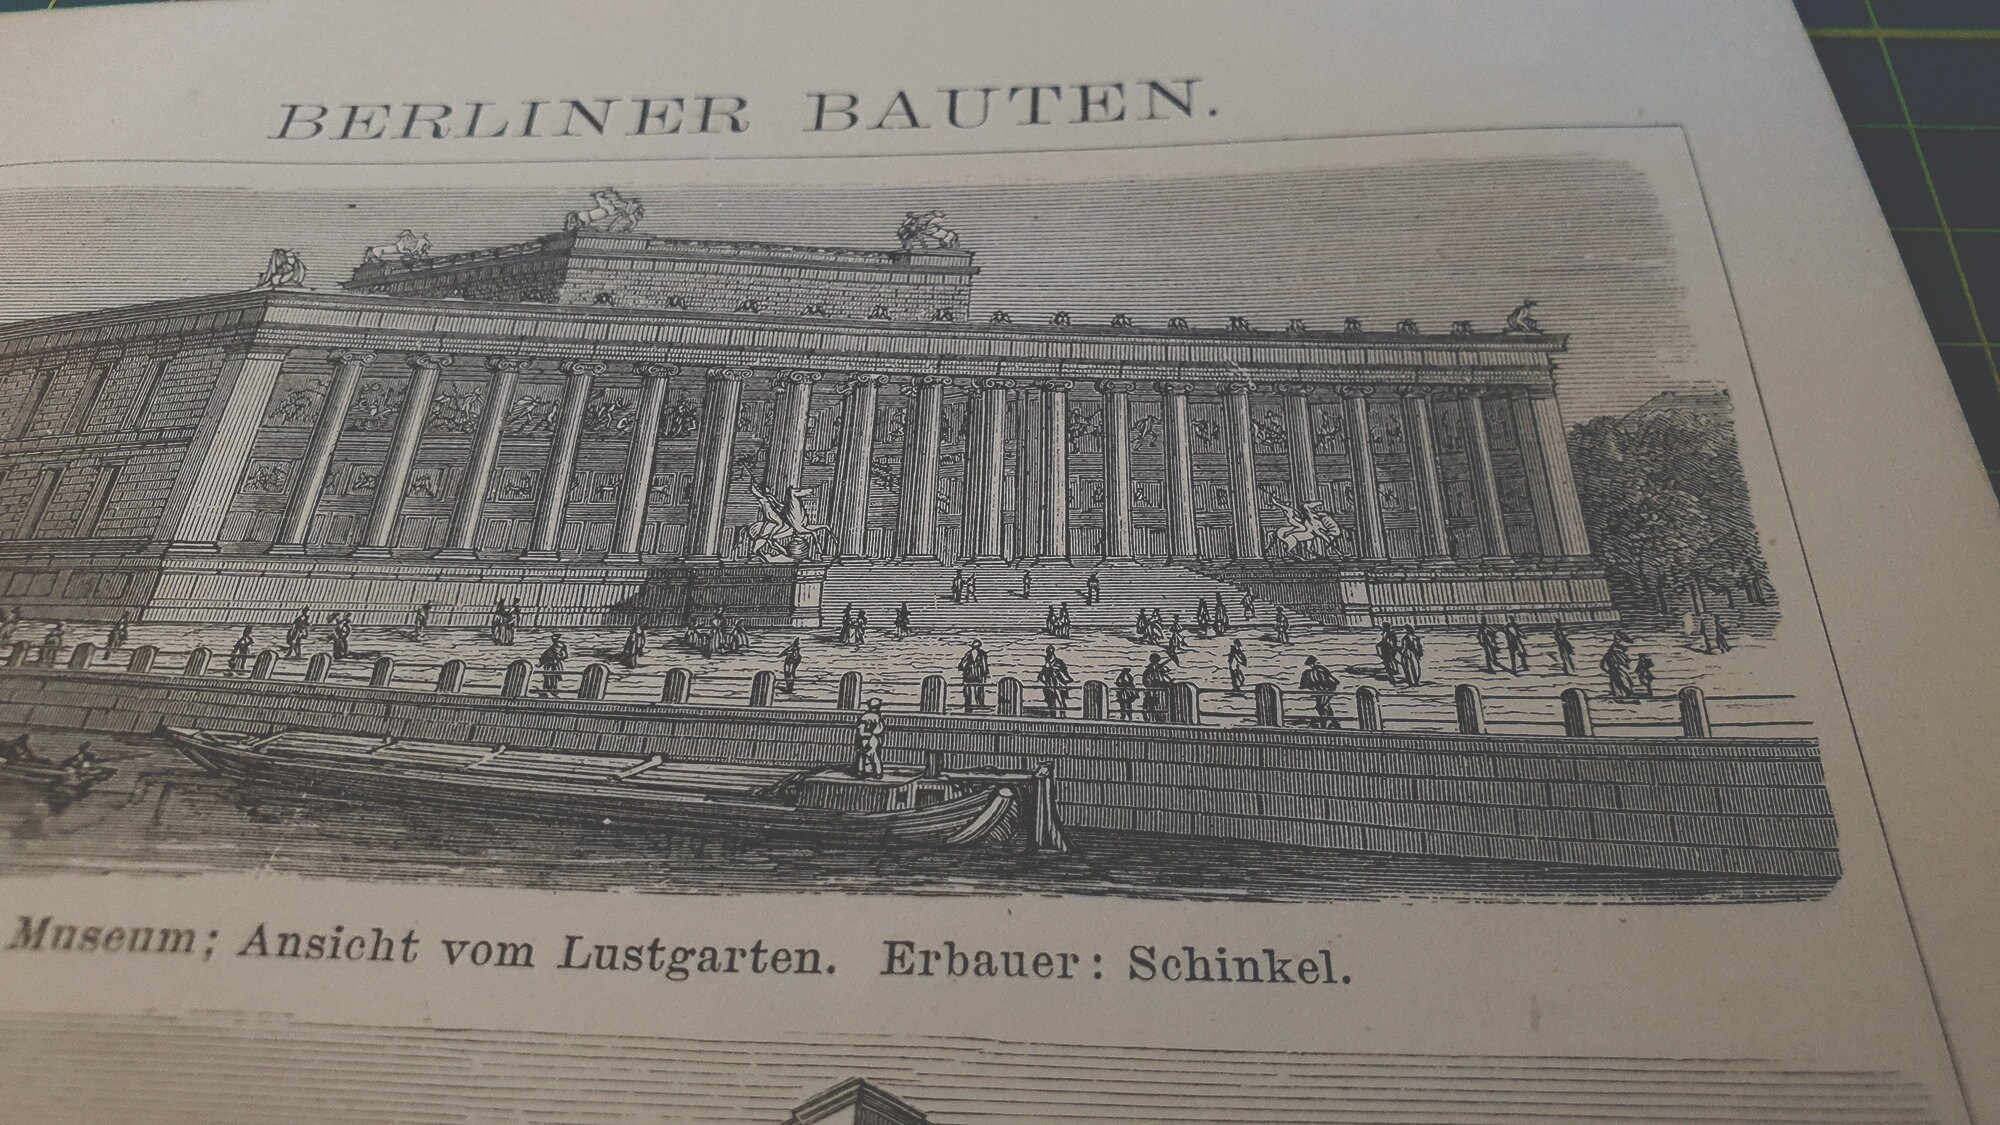 BERLINER BAUTEN.
Museum; Ansicht vom Lustgarten. Erbauer: Schinkel.